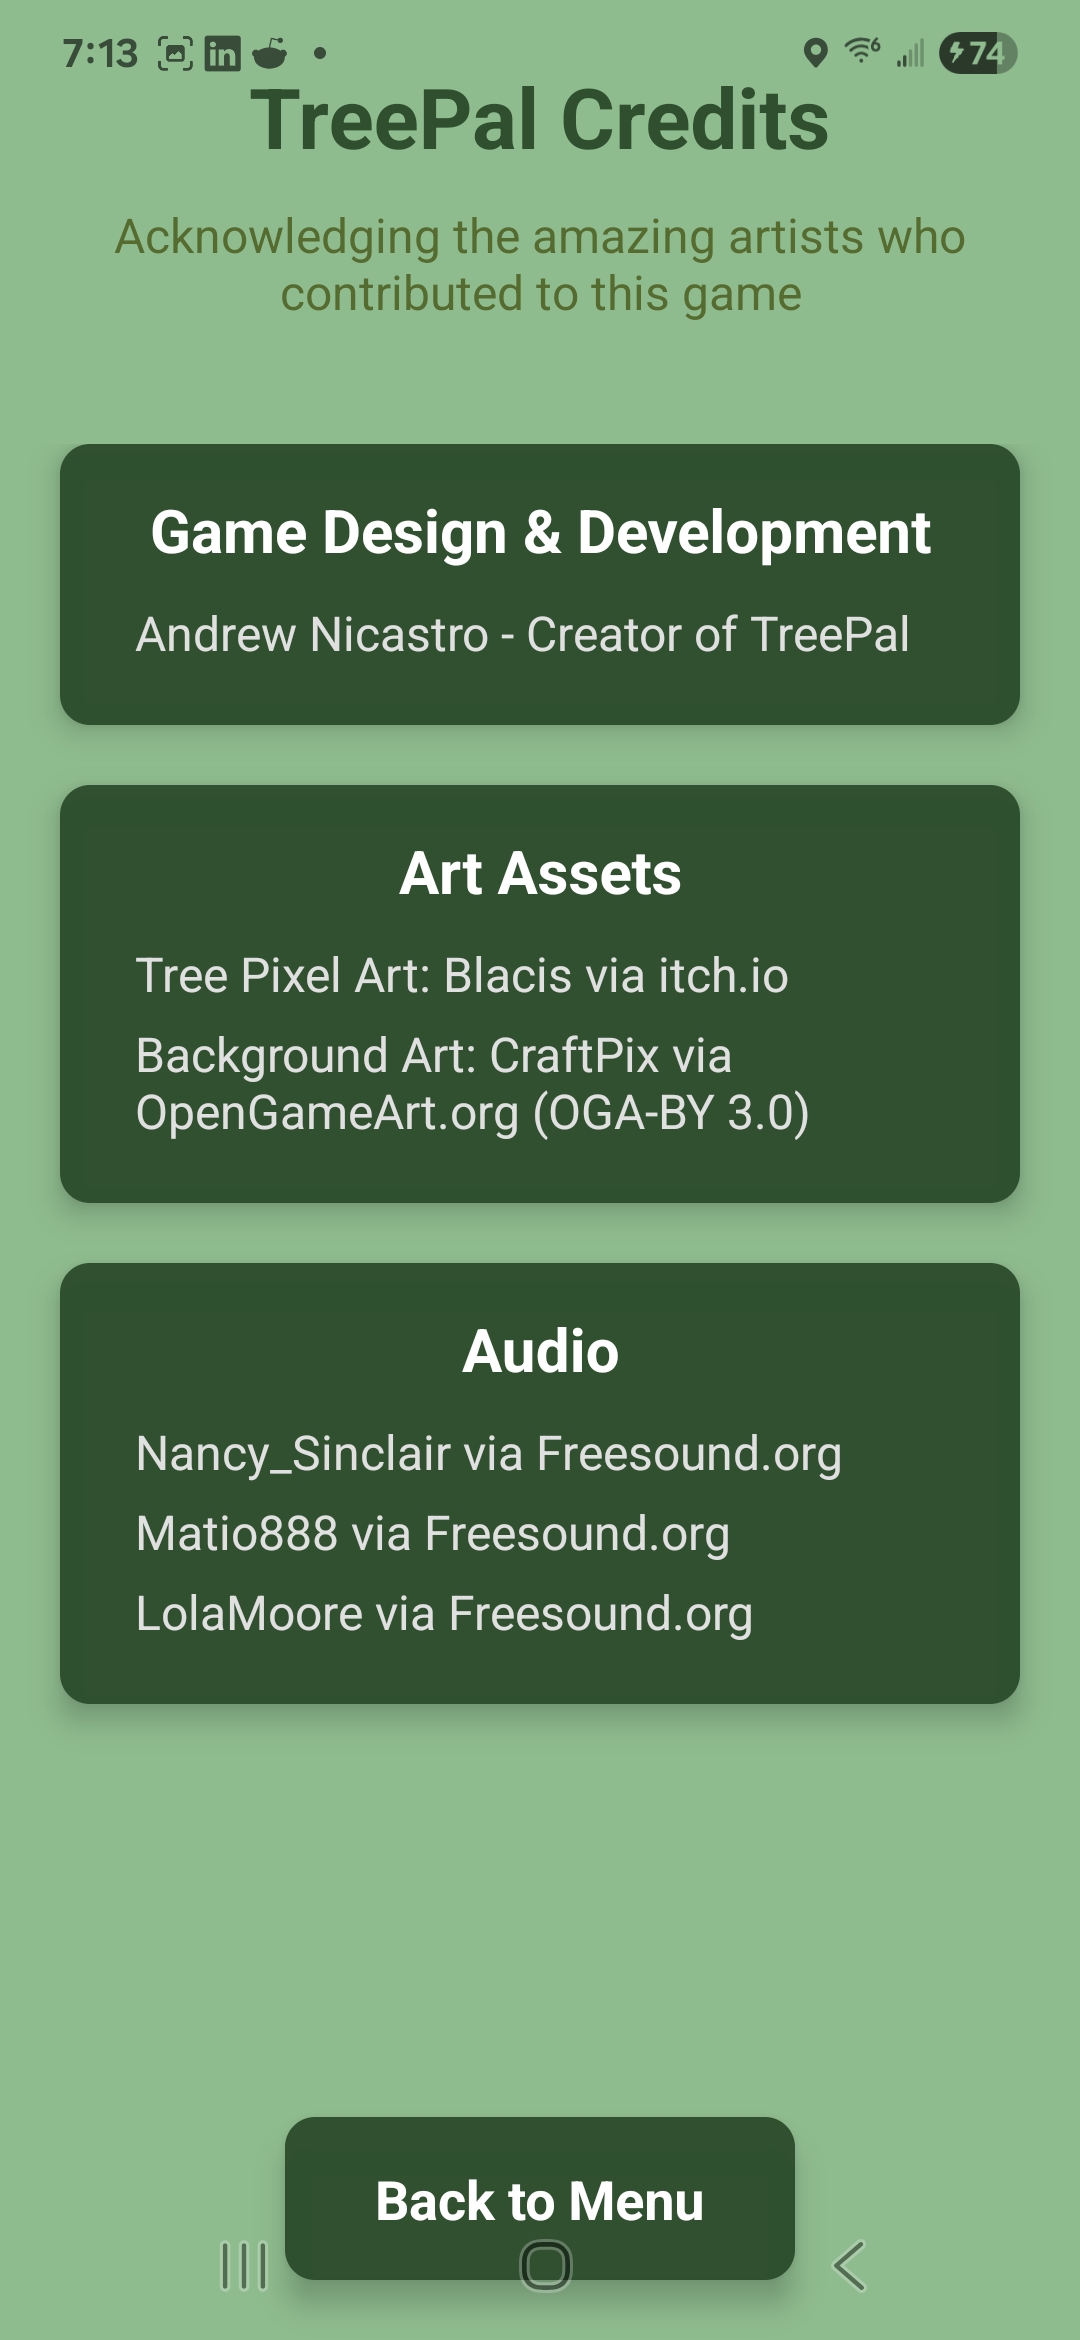 7:13
74
TreePal Credits
Acknowledging the amazing artists who
contributed to this game
Game Design & Development
Andrew Nicastro - Creator of TreePal
Art Assets
Tree Pixel Art: Blacis via itch.io
Background Art: CraftPix via
OpenGameArt.org (OGA-BY 3.0)
Audio
Nancy_Sinclair via Freesound.org
Matio888 via Freesound.org
LolaMoore via Freesound.org
Back to Menu